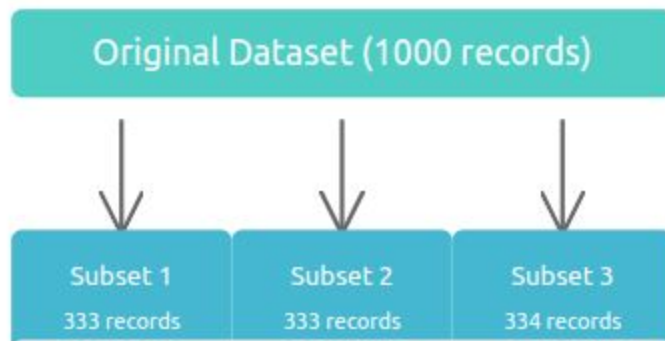 Original Dataset (1000 records)
Subset 1
333 records
Subset 2
333 records
Subset 3
334 records